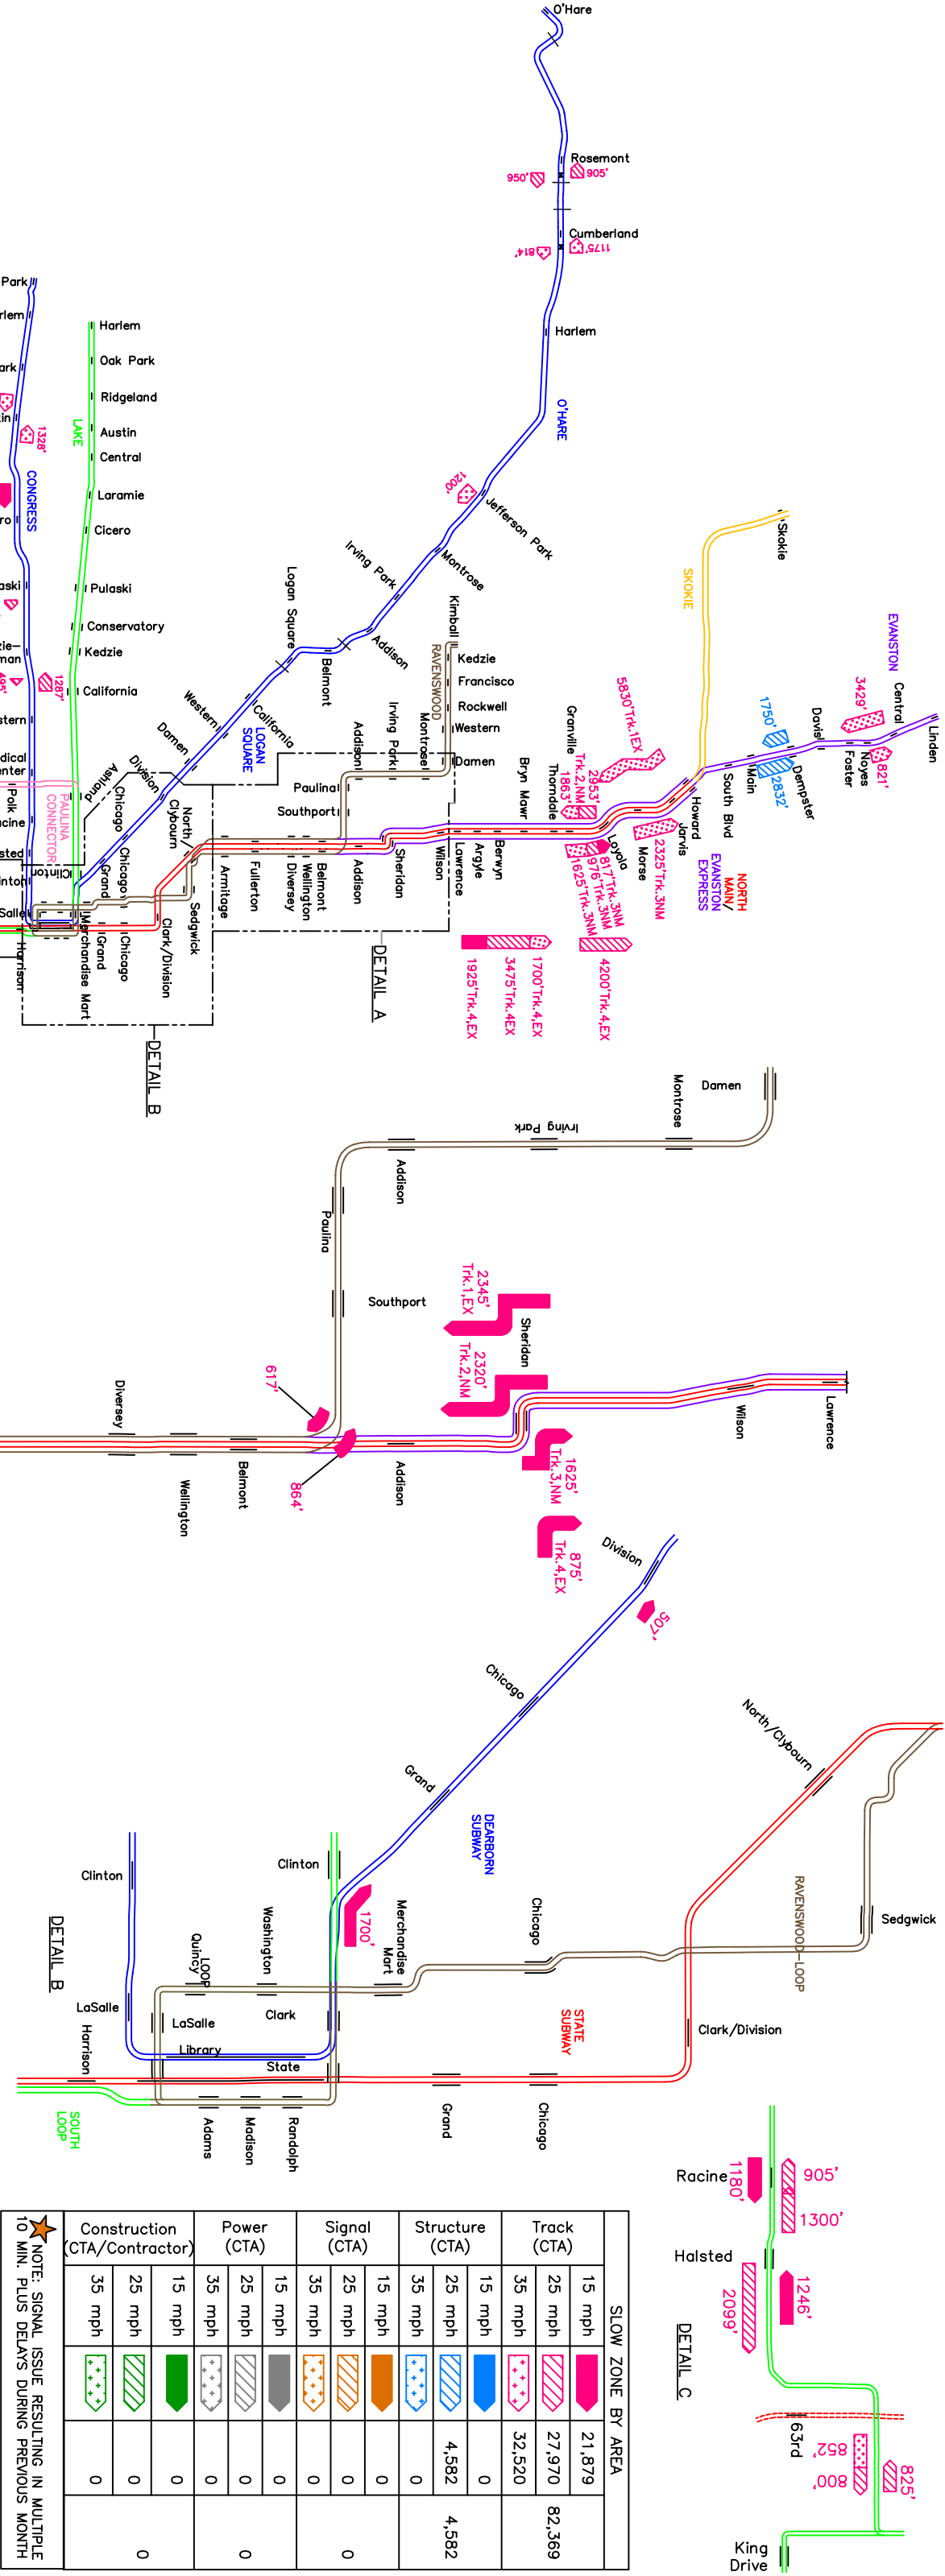 O'Hare
Rosemont
905'
950'
Cumberland
1175'
814'
Harlem
O'HARE
1200'
Jefferson Park
Montrose
Irving Park
Addison
Logan Square
Belmont
California
Western
LOGAN
SQUARE
Damen
Division
Harlem
Oak Park
Ridgeland
Austin
LAKE
Central
Laramie
Cicero
Pulaski
Conservatory
Kedzie
California
1287'
Ashland
Clinton
1328'
CONGRESS
Park
Polk
PAULINA
CONNECTOR
Chicago
Chicago
Grand
Merchandise Mart
Grand
Chicago
Harrison
Clark/Division
Sedgwick
North
Clybourn
Armitage
Fullerton
Diversey
Wellington
Belmont
Addison
Sheridan
Wilson
Lawrence
Argyle
Berwyn
Bryn Mawr
Thorndale
Granville
Loyola
Morse
Jarvis
Howard
South Blvd
Main
Dempster
Davis
Foster
Noyes
Central
Linden
EVANSTON
3429'
821'
1750'
2832'
Skokie
SKOKIE
NORTH
MAIN/
EVANSTON
EXPRESS
5830'Trk.1EX
2953'
Trk.2,NM
1863'
2325'Trk.3NM
817'Trk.3NM
976'Trk.3NM
1625'Trk.3NM
4200'Trk.4,EX
1700'Trk.4,EX
3475'Trk.4EX
1925'Trk.4,EX
Kimball
Kedzie
Francisco
Rockwell
Western
Damen
RAVENSWOOD
Montrose
Irving Park
Addison
Paulina
Southport
DETAIL A
DETAIL B
Damen
Montrose
Irving Park
Addison
Paulina
Southport
2345'
Trk.1,EX
Sheridan
2320'
Trk.2,NM
Wilson
Lawrence
617'
864'
Addison
Belmont
Wellington
Diversey
1625'
Trk.3,NM
875'
Trk.4,EX
Division
507'
Chicago
Grand
DEARBORN
SUBWAY
North/Clybourn
RAVENSWOOD-LOOP
Sedgwick
Clark/Division
STATE
SUBWAY
Chicago
Merchandise
Mart
1700'
Clinton
Clinton
Washington
LOOP
Quincy
Clark
LaSalle
LaSalle
Library
State
Harrison
Randolph
Madison
Adams
Grand
Chicago
SOUTH
LOOP
DETAIL B
Racine
905'
1300'
1180'
Halsted
1246'
2099'
DETAIL C
63rd
852'
800'
825'
King
Drive
SLOW ZONE BY AREA
Track
(CTA)
15 mph 21,879
25 mph 27,970 82,369
35 mph 32,520
Structure
(CTA)
15 mph 0
25 mph 4,582 4,582
35 mph 0
Signal
(CTA)
15 mph 0
25 mph 0 0
35 mph 0
Power
(CTA)
15 mph 0
25 mph 0 0
35 mph 0
Construction
(CTA/Contractor)
15 mph 0
25 mph 0 0
35 mph 0
NOTE: SIGNAL ISSUE RESULTING IN MULTIPLE
10 MIN. PLUS DELAYS DURING PREVIOUS MONTH